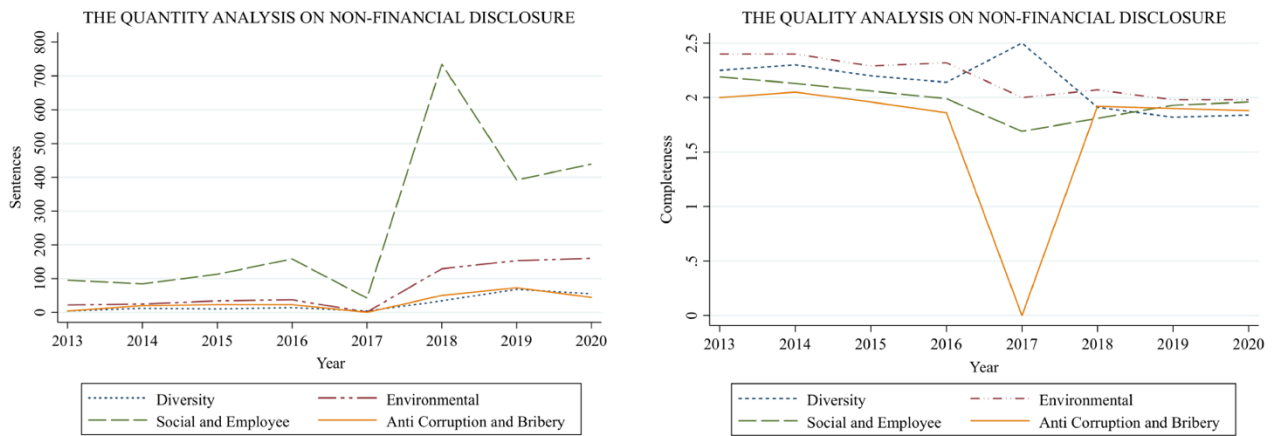 THE QUANTITY ANALYSIS ON NON-FINANCIAL DISCLOSURE
800
700
600
500
400
300
200
100
0
Sentences
2013 2014 2015 2016 2017 2018 2019 2020
Year
Diversity Environmental
Social and Employee Anti Corruption and Bribery
THE QUALITY ANALYSIS ON NON-FINANCIAL DISCLOSURE
2.5
2
1.5
1
.5
0
Completeness
2013 2014 2015 2016 2017 2018 2019 2020
Year
Diversity Environmental
Social and Employee Anti Corruption and Bribery